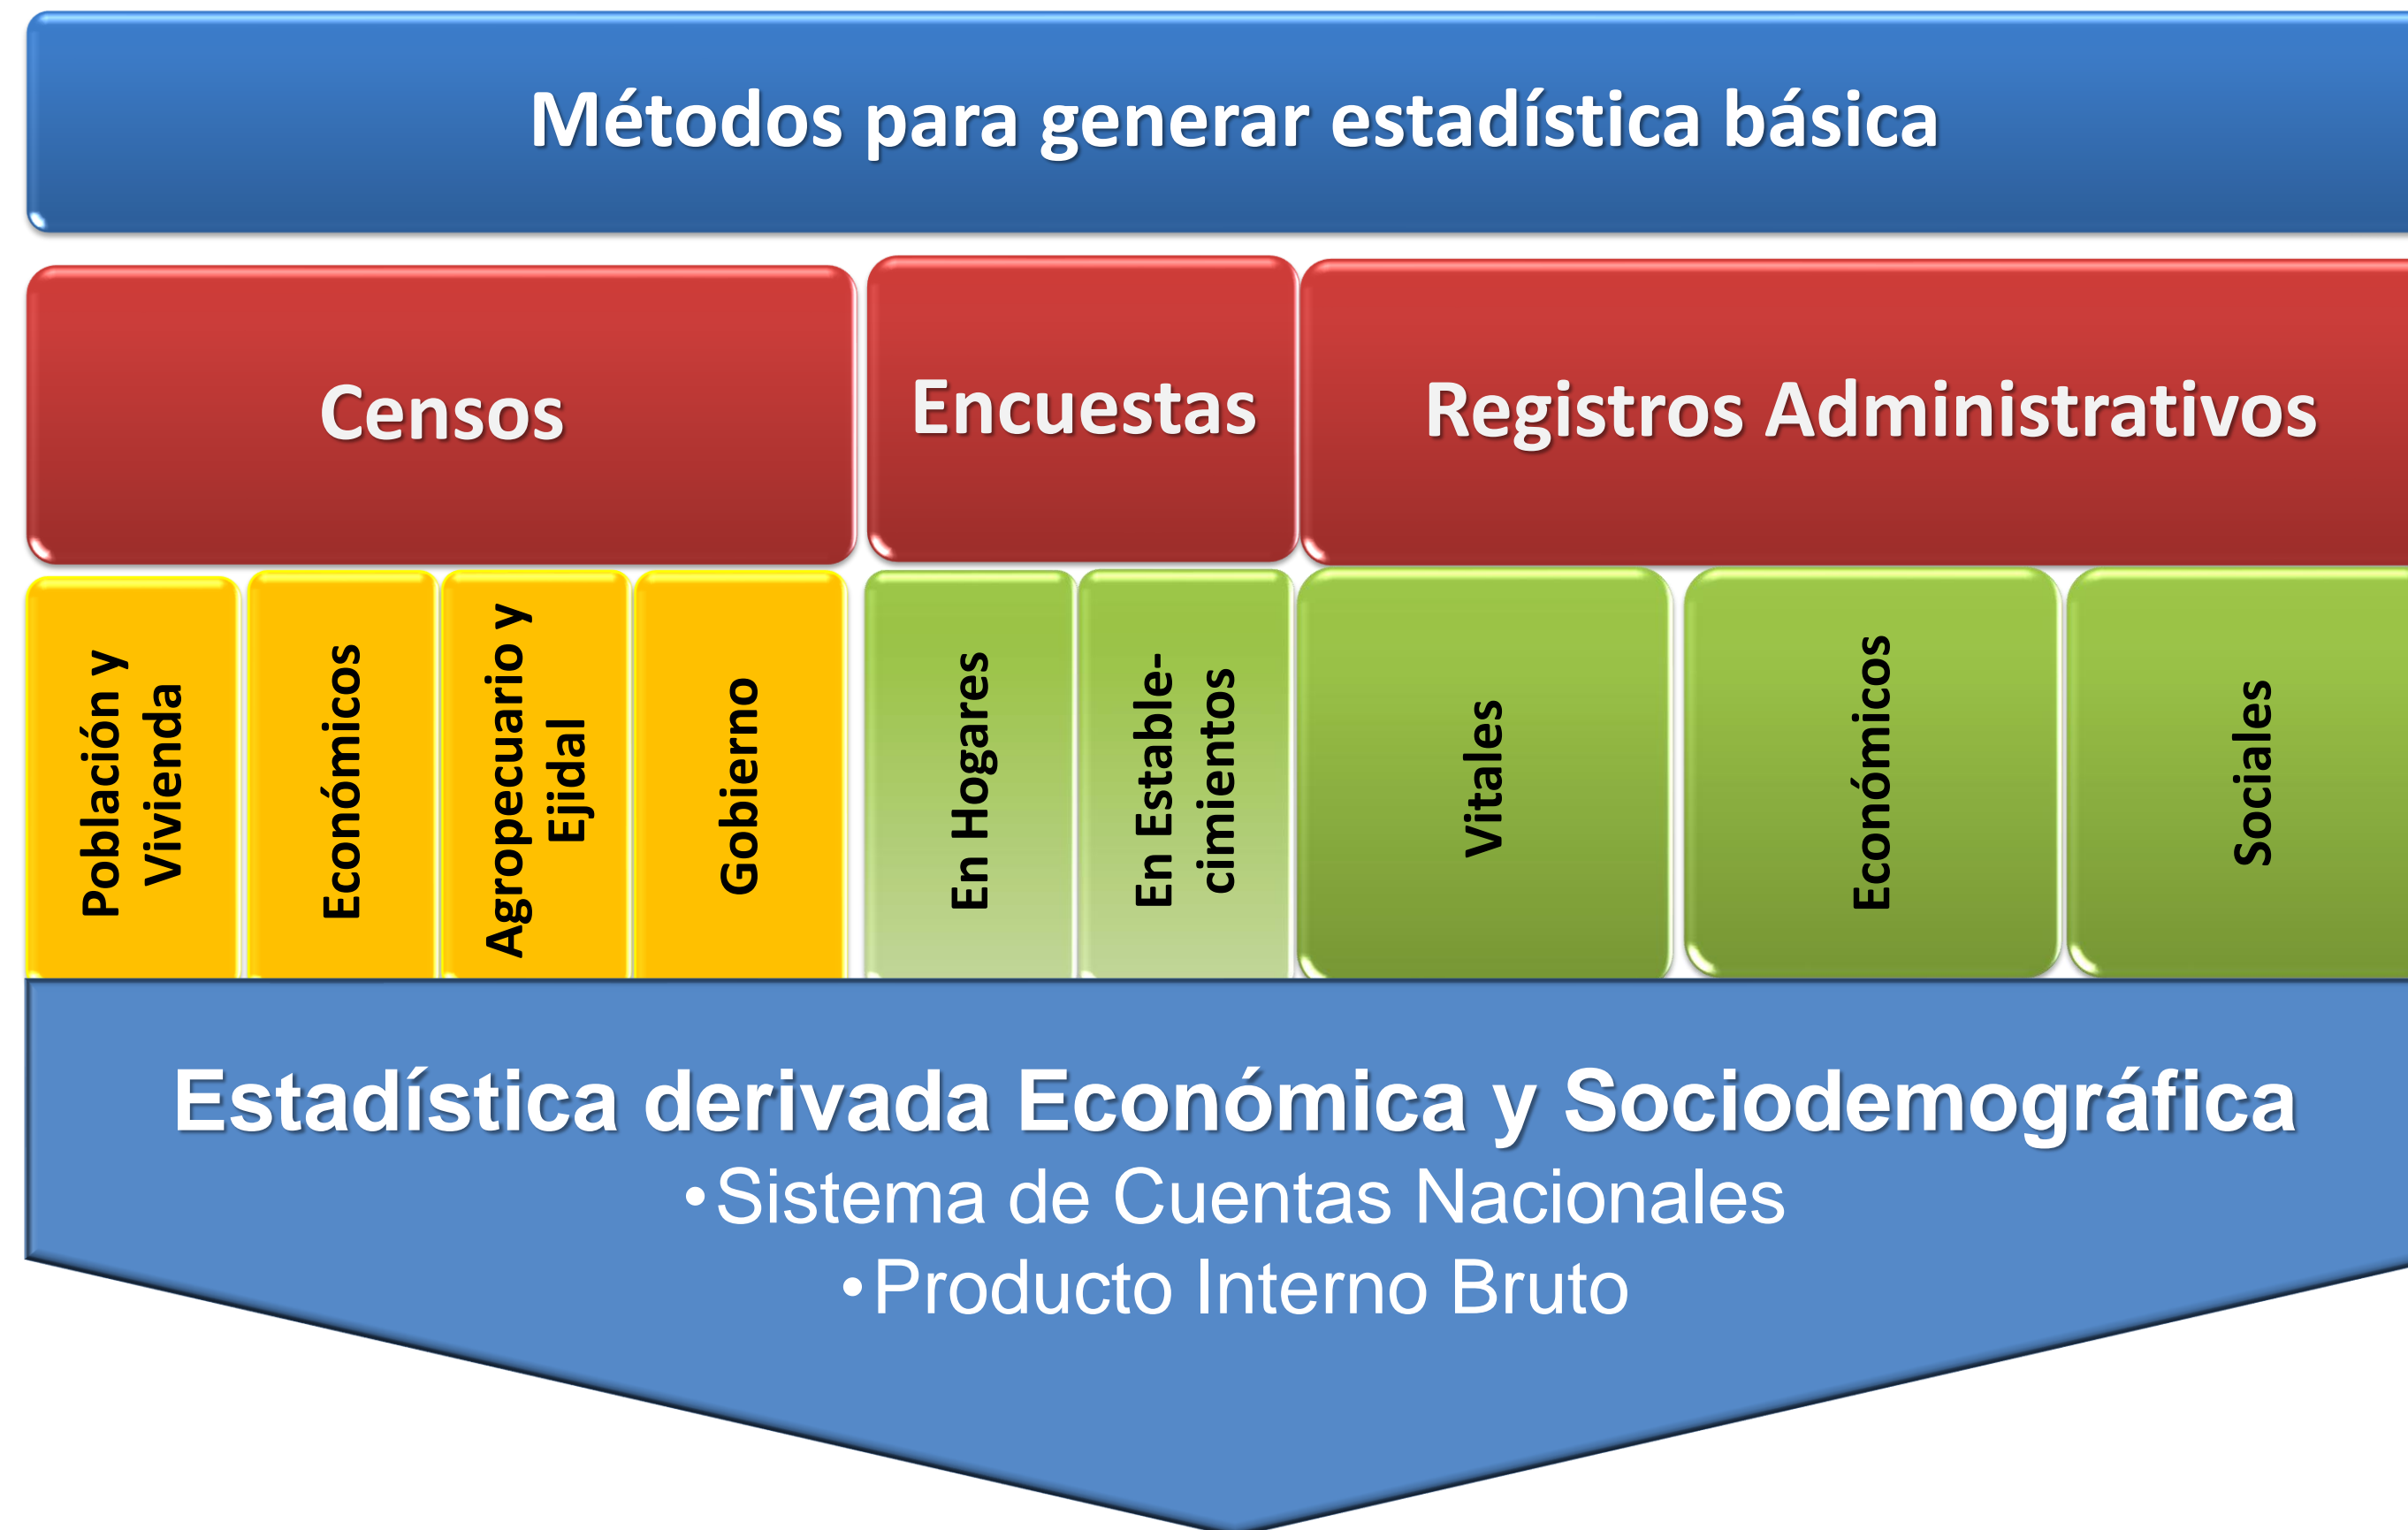 Métodos para generar estadística básica
Censos
Encuestas
Registros Administrativos
Población y
Vivienda
Económicos
Agropecuario y
Ejidal
Gobierno
En Hogares
En Estable-
cimientos
Vitales
Económicos
Sociales
Estadística derivada Económica y Sociodemográfica
•Sistema de Cuentas Nacionales
•Producto Interno Bruto